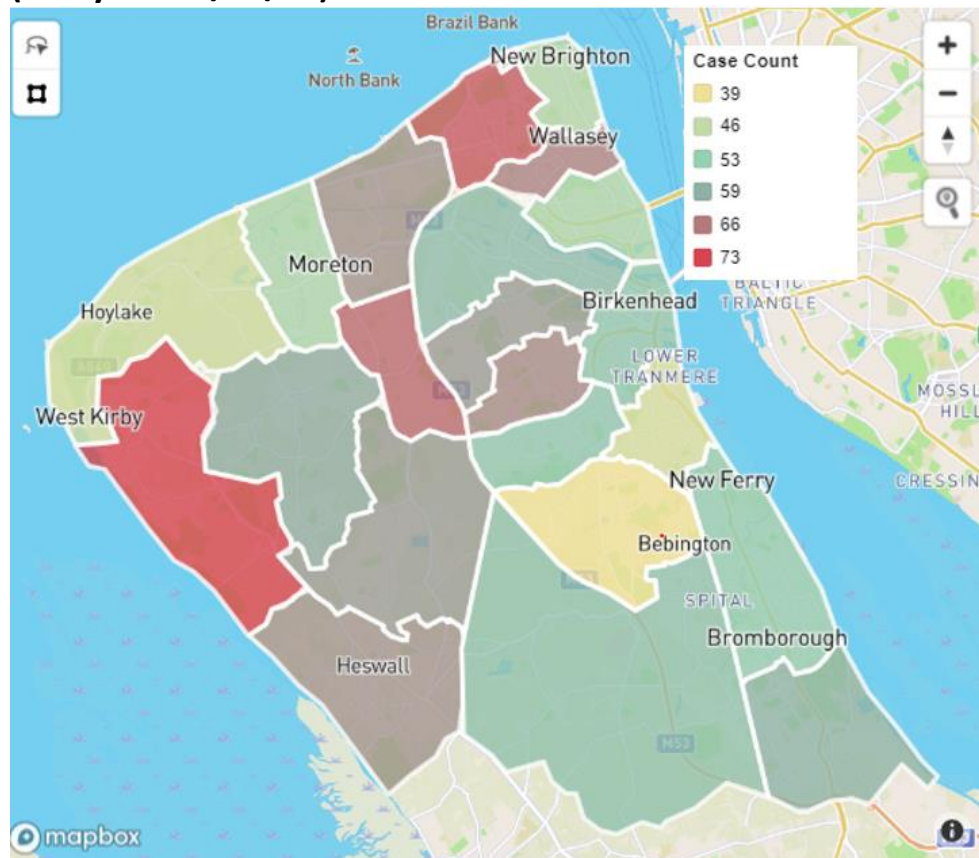 Brazil Bank
North Bank
New Brighton
Case Count
39
46
53
59
66
73
Wallasey
Moreton
Hoylake
Birkenhead
BALTIC
TRIANGLE
LOWER
TRANMERE
MOSSL
HILL
West Kirby
New Ferry
CRESSIN
Bebington
SPITAL
Bromborough
Heswall
M53
mapbox